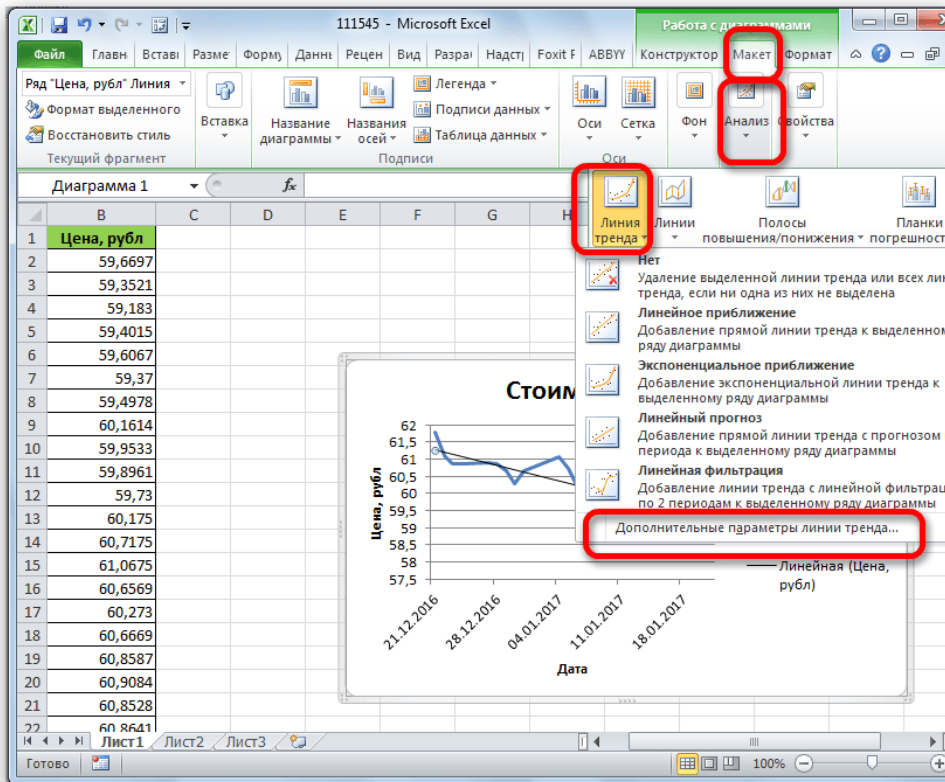 111545 - Microsoft Excel
Работа с диаграммами
Файл Главн Встав Разме Форму Даннь Рецен Вид Разраб Надстр Foxit F ABBYY Конструктор Макет Формат
Ряд "Цена, рубл" Линия
Формат выделенного
Восстановить стиль
Текущий фрагмент
Вставка
Название диаграммы
Названия осей
Легенда
Подписи данных
Таблица данных
Подписи
Оси
Сетка
Оси
Фон
Анализ
Свойства
Диаграмма 1
fx
Линия тренда
Линии
Полосы повышения/понижения
Планки погрешност
Нет
Удаление выделенной линии тренда или всех лин
тренда, если ни одна из них не выделена
Линейное приближение
Добавление прямой линии тренда к выделенном
ряду диаграммы
Экспоненциальное приближение
Добавление экспоненциальной линии тренда к
выделенному ряду диаграммы
Линейный прогноз
Добавление прямой линии тренда с прогнозом
периода к выделенному ряду диаграммы
Линейная фильтрация
Добавление линии тренда с линейной фильтрац
по 2 периодам к выделенному ряду диаграммы
Дополнительные параметры линии тренда...
B C D E F G H
1 Цена, рубл
2 59,6697
3 59,3521
4 59,183
5 59,4015
6 59,6067
7 59,37
8 59,4978
9 60,1614
10 59,9533
11 59,8961
12 59,73
13 60,175
14 60,7175
15 61,0675
16 60,6569
17 60,273
18 60,6669
19 60,8587
20 60,9084
21 60,8528
22 60,8641
Стоим
Цена, рубл
62
61,5
61
60,5
60
59,5
59
58,5
58
57,5
21.12.2016
28.12.2016
04.01.2017
11.01.2017
18.01.2017
Дата
Линейная (Цена,
рубл)
Лист1 Лист2 Лист3
Готово
100%